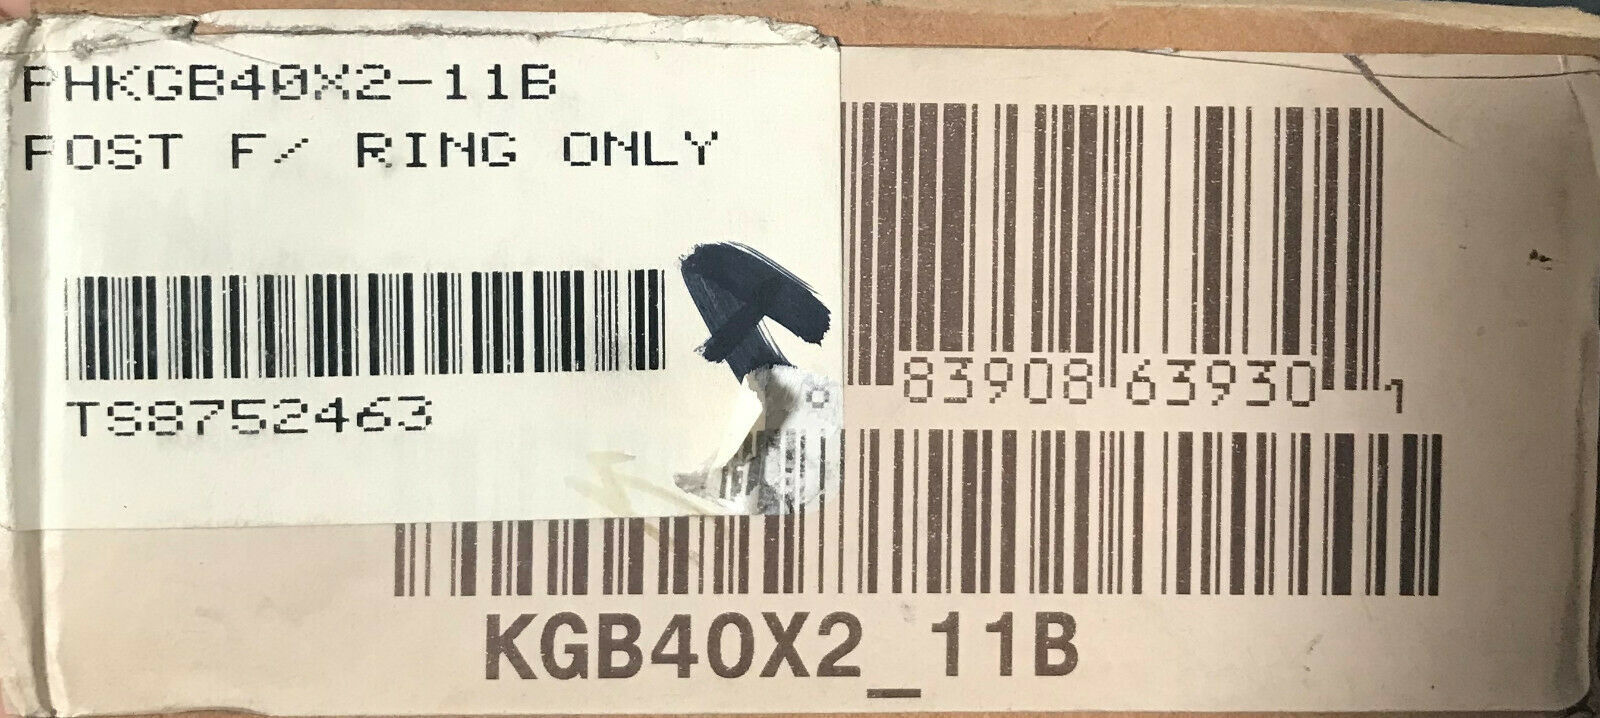 PHKGB40X2-11B
POST F/ RING ONLY
TS8752463
83908 63930 1
KGB40X2_11B